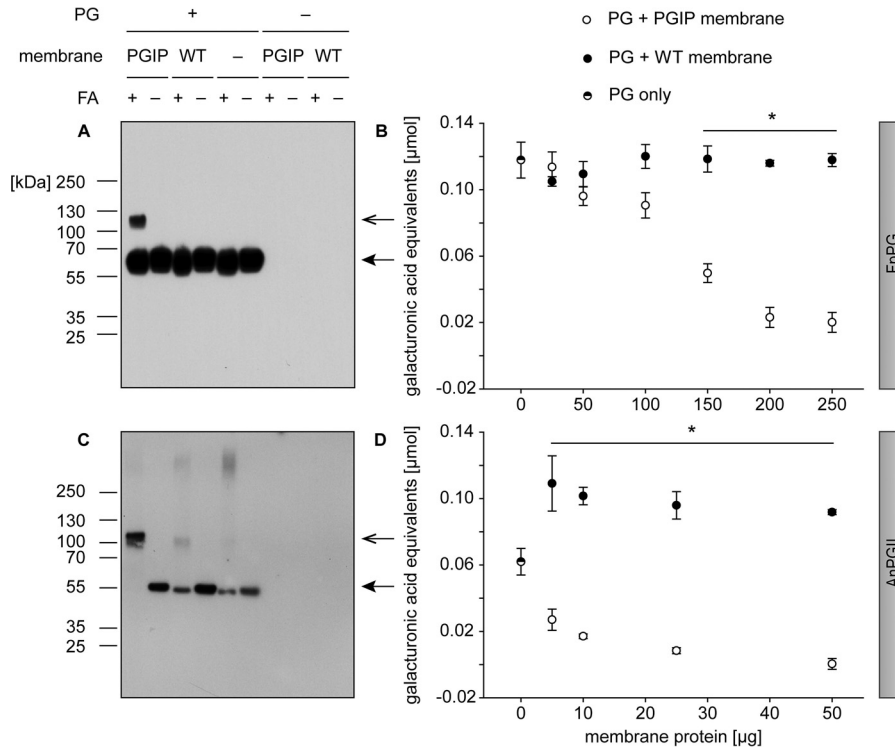 PG + –
membrane PGIP WT – PGIP WT
FA + – + – + – + – + –
PG + PGIP membrane
PG + WT membrane
PG only
A
[kDa]
250
130
100
70
55
35
25
B
galacturonic acid equivalents [µmol]
0.14
0.10
0.06
0.02
-0.02
*
0 50 100 150 200 250
FpPG
C
250
130
100
70
55
35
25
D
galacturonic acid equivalents [µmol]
0.14
0.10
0.06
0.02
-0.02
*
0 10 20 30 40 50
membrane protein [µg]
AnPGII